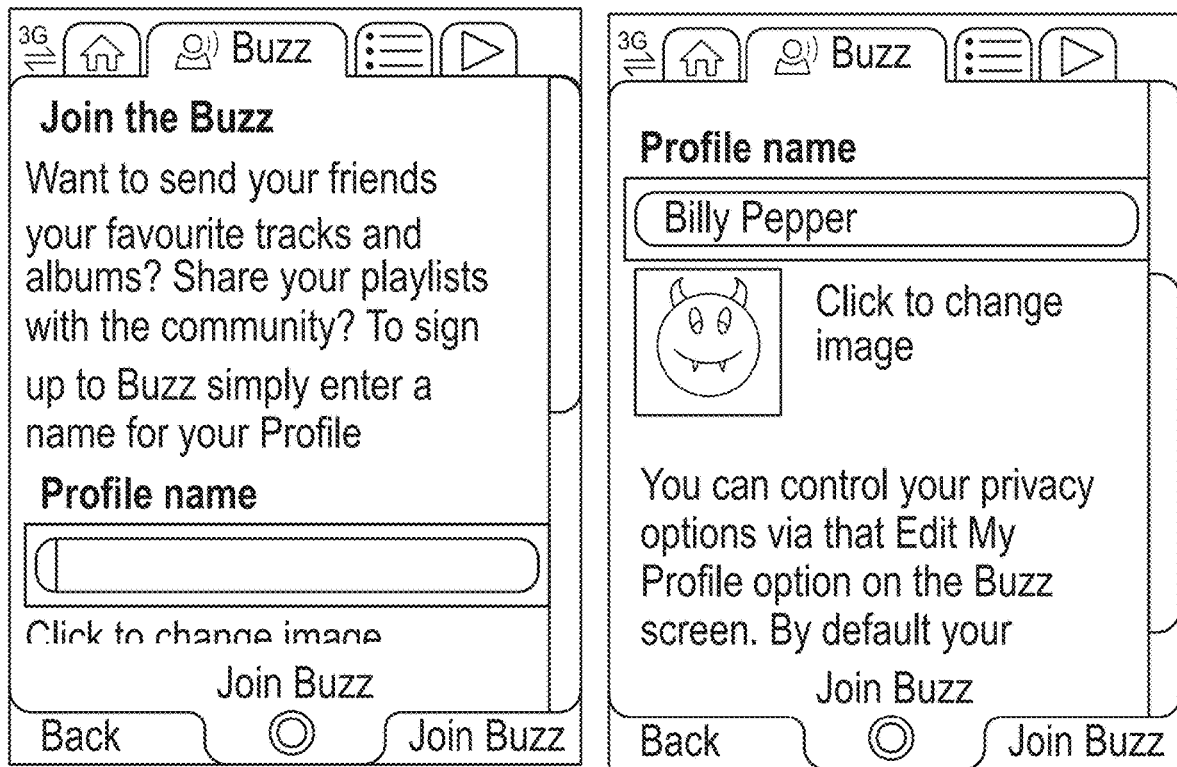 3G
Buzz
Join the Buzz
Want to send your friends
your favourite tracks and
albums? Share your playlists
with the community? To sign
up to Buzz simply enter a
name for your Profile
Profile name
Click to change image
Join Buzz
Back
Join Buzz
3G
Buzz
Profile name
Billy Pepper
Click to change
image
You can control your privacy
options via that Edit My
Profile option on the Buzz
screen. By default your
Join Buzz
Back
Join Buzz